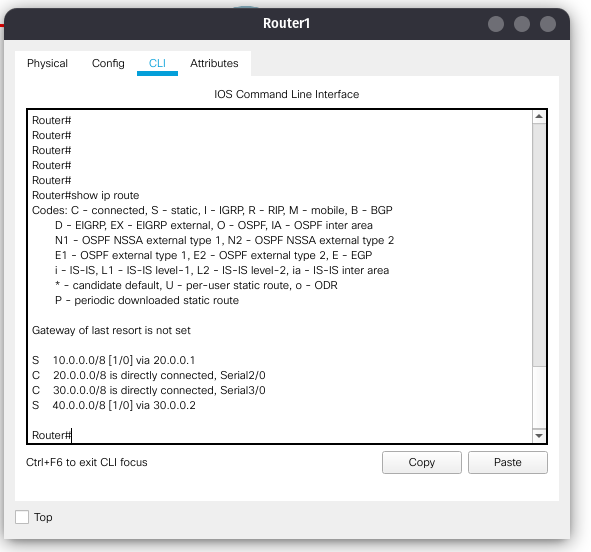 Router1
Physical Config CLI Attributes
IOS Command Line Interface
Router#
Router#
Router#
Router#
Router#
Router#show ip route
Codes: C - connected, S - static, I - IGRP, R - RIP, M - mobile, B - BGP
D - EIGRP, EX - EIGRP external, O - OSPF, IA - OSPF inter area
N1 - OSPF NSSA external type 1, N2 - OSPF NSSA external type 2
E1 - OSPF external type 1, E2 - OSPF external type 2, E - EGP
i - IS-IS, L1 - IS-IS level-1, L2 - IS-IS level-2, ia - IS-IS inter area
* - candidate default, U - per-user static route, o - ODR
P - periodic downloaded static route
Gateway of last resort is not set
S 10.0.0.0/8 [1/0] via 20.0.0.1
C 20.0.0.0/8 is directly connected, Serial2/0
C 30.0.0.0/8 is directly connected, Serial3/0
S 40.0.0.0/8 [1/0] via 30.0.0.2
Router#
Ctrl+F6 to exit CLI focus Copy Paste
Top